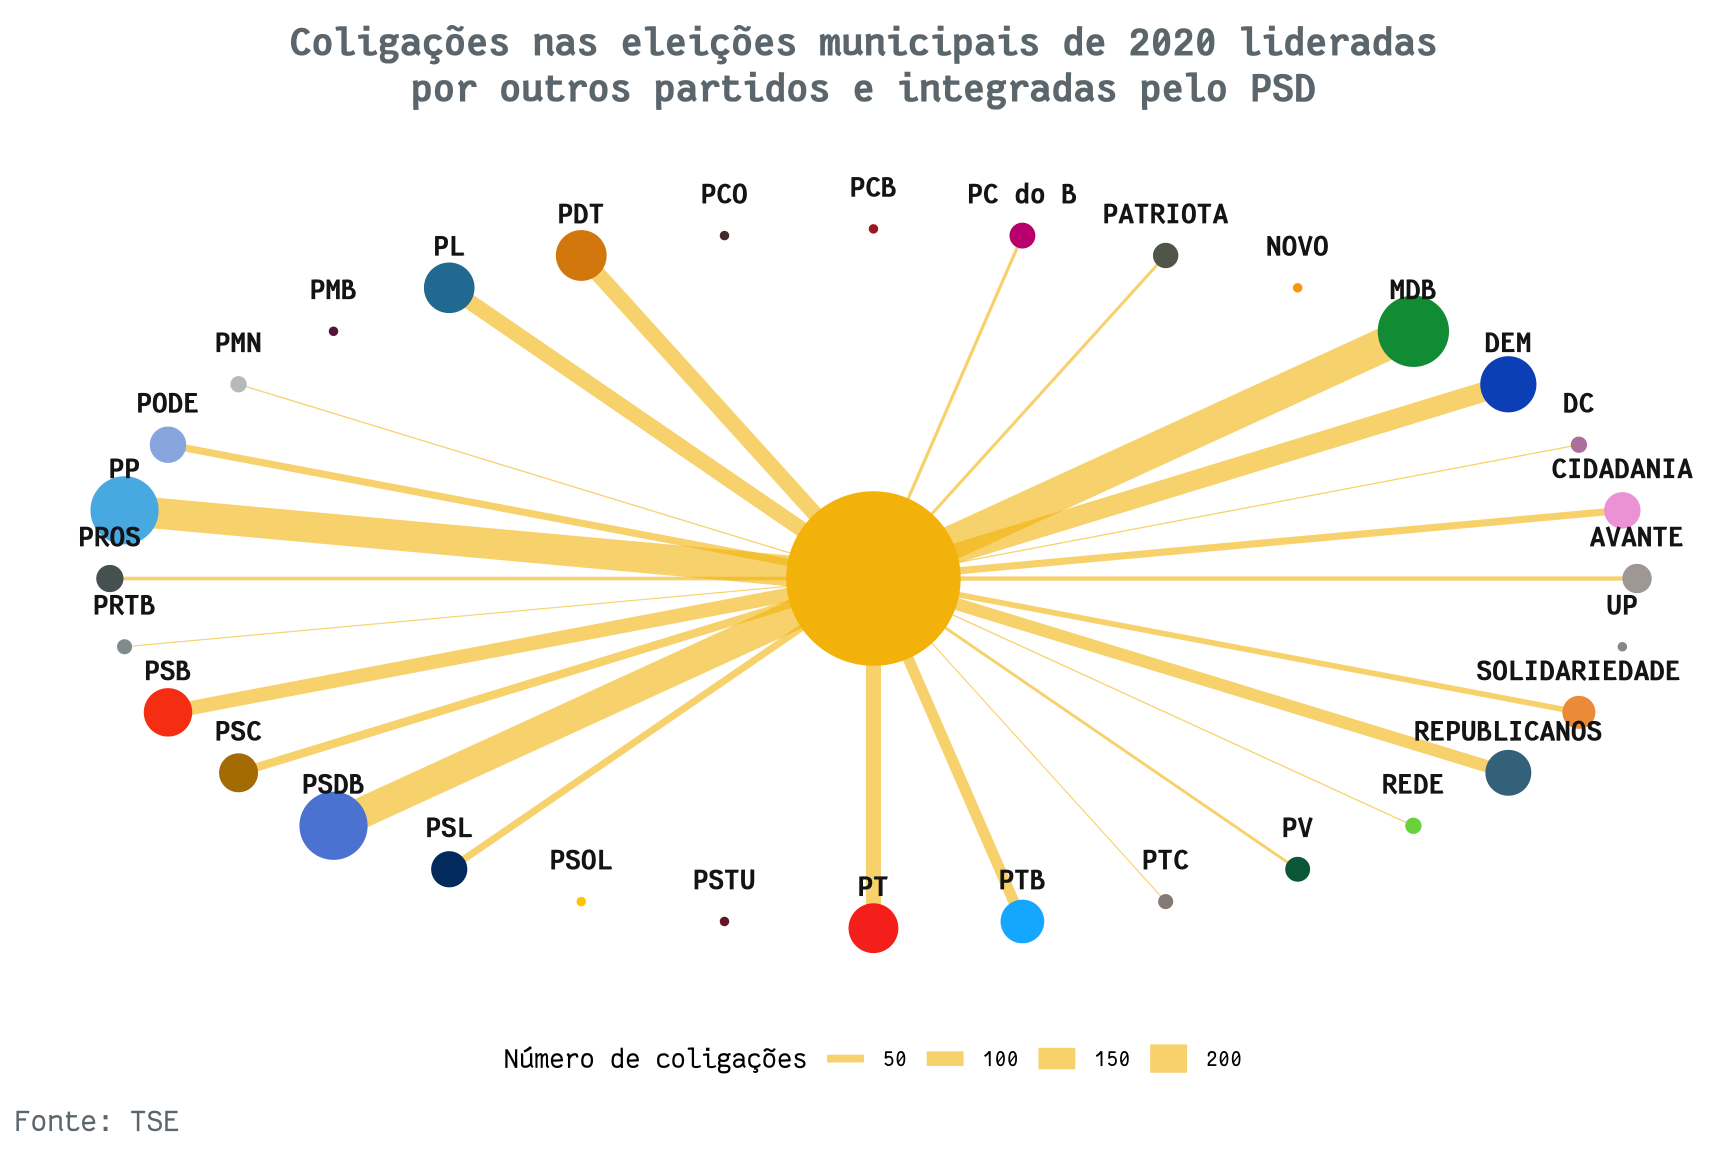 Coligações nas eleições municipais de 2020 lideradas
por outros partidos e integradas pelo PSD
PCB
PCO
PC do B
PDT
PATRIOTA
PL
NOVO
PMB
MDB
PMN
DEM
PODE
DC
PP
CIDADANIA
PROS
AVANTE
PRTB
UP
PSB
SOLIDARIEDADE
PSC
REPUBLICANOS
PSDB
REDE
PSL
PV
PSOL
PTC
PSTU
PTB
PT
Número de coligações 50 100 150 200
Fonte: TSE